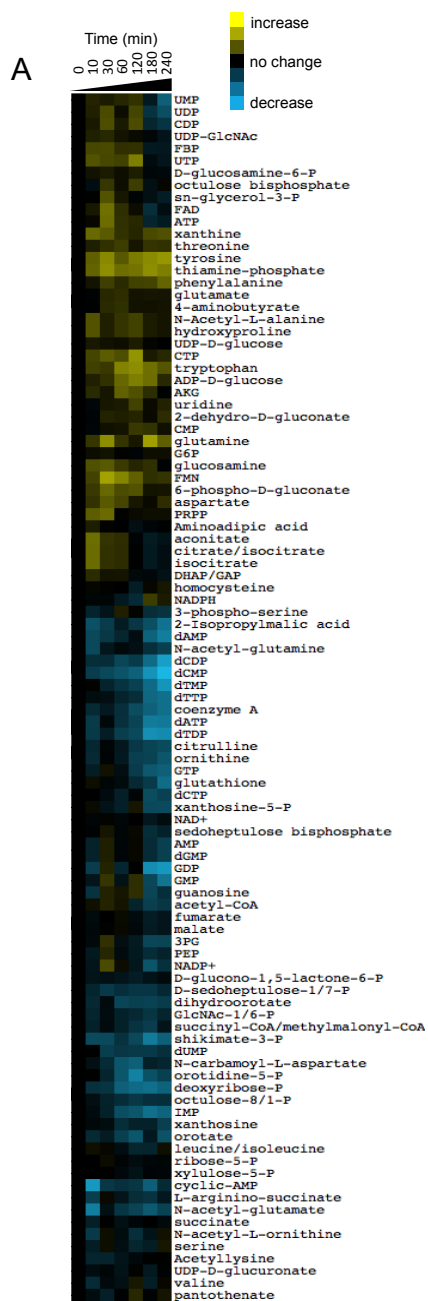 A
Time (min)
increase
no change
decrease
0 10 30 60 120 180 240
UMP
UDP
CDP
UDP-GlcNAc
FBP
UTP
D-glucosamine-6-P
octulose bisphosphate
sn-glycerol-3-P
FAD
ATP
xanthine
threonine
tyrosine
thiamine-phosphate
phenylalanine
glutamate
4-aminobutyrate
N-Acetyl-L-alanine
hydroxyproline
UDP-D-glucose
CTP
tryptophan
ADP-D-glucose
AKG
uridine
2-dehydro-D-gluconate
CMP
glutamine
G6P
glucosamine
FMN
6-phospho-D-gluconate
aspartate
PRPP
Aminoadipic acid
aconitate
citrate/isocitrate
isocitrate
DHAP/GAP
homocysteine
NADPH
3-phospho-serine
2-Isopropylmalic acid
dAMP
N-acetyl-glutamine
dCDP
dCMP
dTMP
dTTP
coenzyme A
dATP
dTDP
citrulline
ornithine
GTP
glutathione
dCTP
xanthosine-5-P
NAD+
sedoheptulose bisphosphate
AMP
dGMP
GDP
GMP
guanosine
acetyl-CoA
fumarate
malate
3PG
PEP
NADP+
D-glucono-1,5-lactone-6-P
D-sedoheptulose-1/7-P
dihydroorotate
GlcNAc-1/6-P
succinyl-CoA/methylmalonyl-CoA
shikimate-3-P
dUMP
N-carbamoyl-L-aspartate
orotidine-5-P
deoxyribose-P
octulose-8/1-P
IMP
xanthosine
orotate
leucine/isoleucine
ribose-5-P
xylulose-5-P
cyclic-AMP
L-arginino-succinate
N-acetyl-glutamate
succinate
N-acetyl-L-ornithine
serine
Acetyllysine
UDP-D-glucuronate
valine
pantothenate